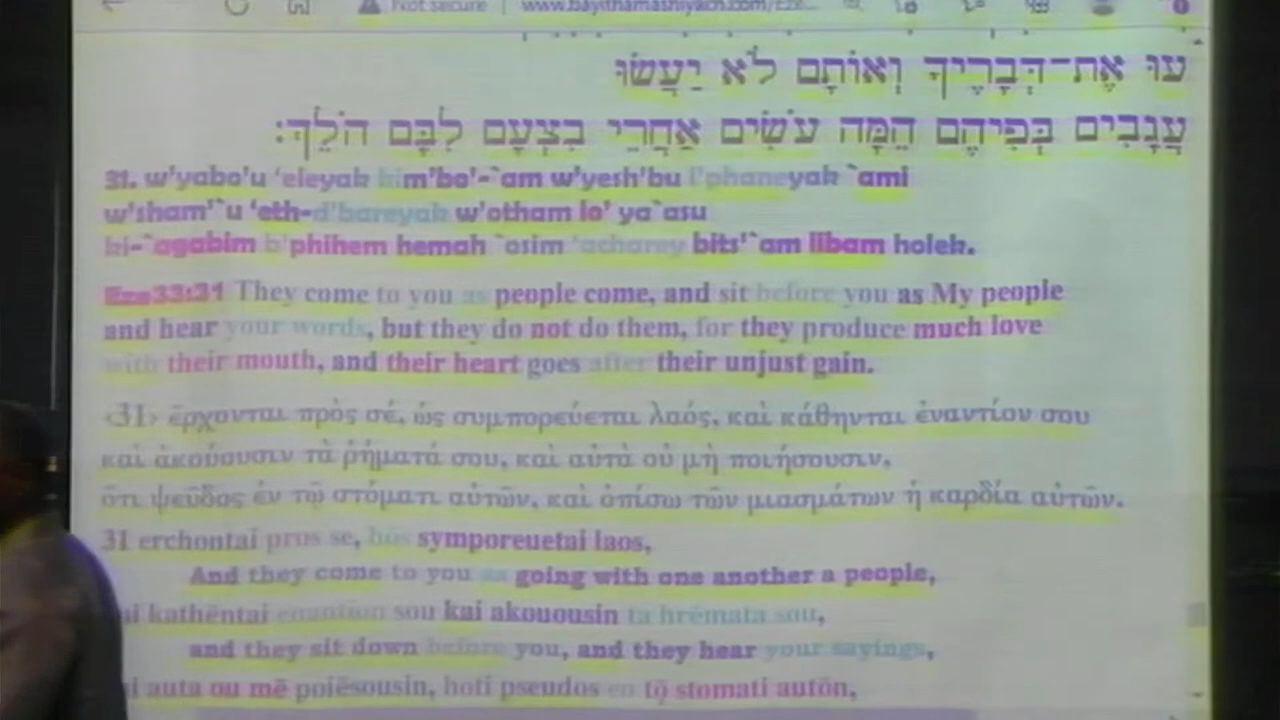 Not secure | www.bayithamashiyach.com/Eze...
עוּ אֶת־דְּבָרֶיךָ וְאוֹתָם לֹא יַעֲשׂוּ
עֲגָבִים בְּפִיהֶם הֵמָּה עֹשִׂים אַחֲרֵי בִצְעָם לִבָּם הֹלֵךְ׃
31. w'yabo'u 'eleyak kim'bo'-`am w'yesh'bu l'phaneyak `ami
w'sham'`u 'eth-d'bareyak w'otham lo' ya`asu
ki-`agabim b'phihem hemah `osim 'acharey bits'`am libam holek.
Eze33:31 They come to you as people come, and sit before you as My people
and hear your words, but they do not do them, for they produce much love
with their mouth, and their heart goes after their unjust gain.
‹31› ἔρχονται πρὸς σέ, ὡς συμπορεύεται λαός, καὶ κάθηνται ἐναντίον σου
καὶ ἀκούουσιν τὰ ῥήματά σου, καὶ αὐτὰ οὐ μὴ ποιήσουσιν,
ὅτι ψεῦδος ἐν τῷ στόματι αὐτῶν, καὶ ὀπίσω τῶν μιασμάτων ἡ καρδία αὐτῶν.
31 erchontai pros se, hōs symporeuetai laos,
And they come to you as going with one another a people,
i kathēntai enantion sou kai akouousin ta hrēmata sou,
and they sit down before you, and they hear your sayings,
i auta ou mē poiēsousin, hoti pseudos en tō stomati autōn,